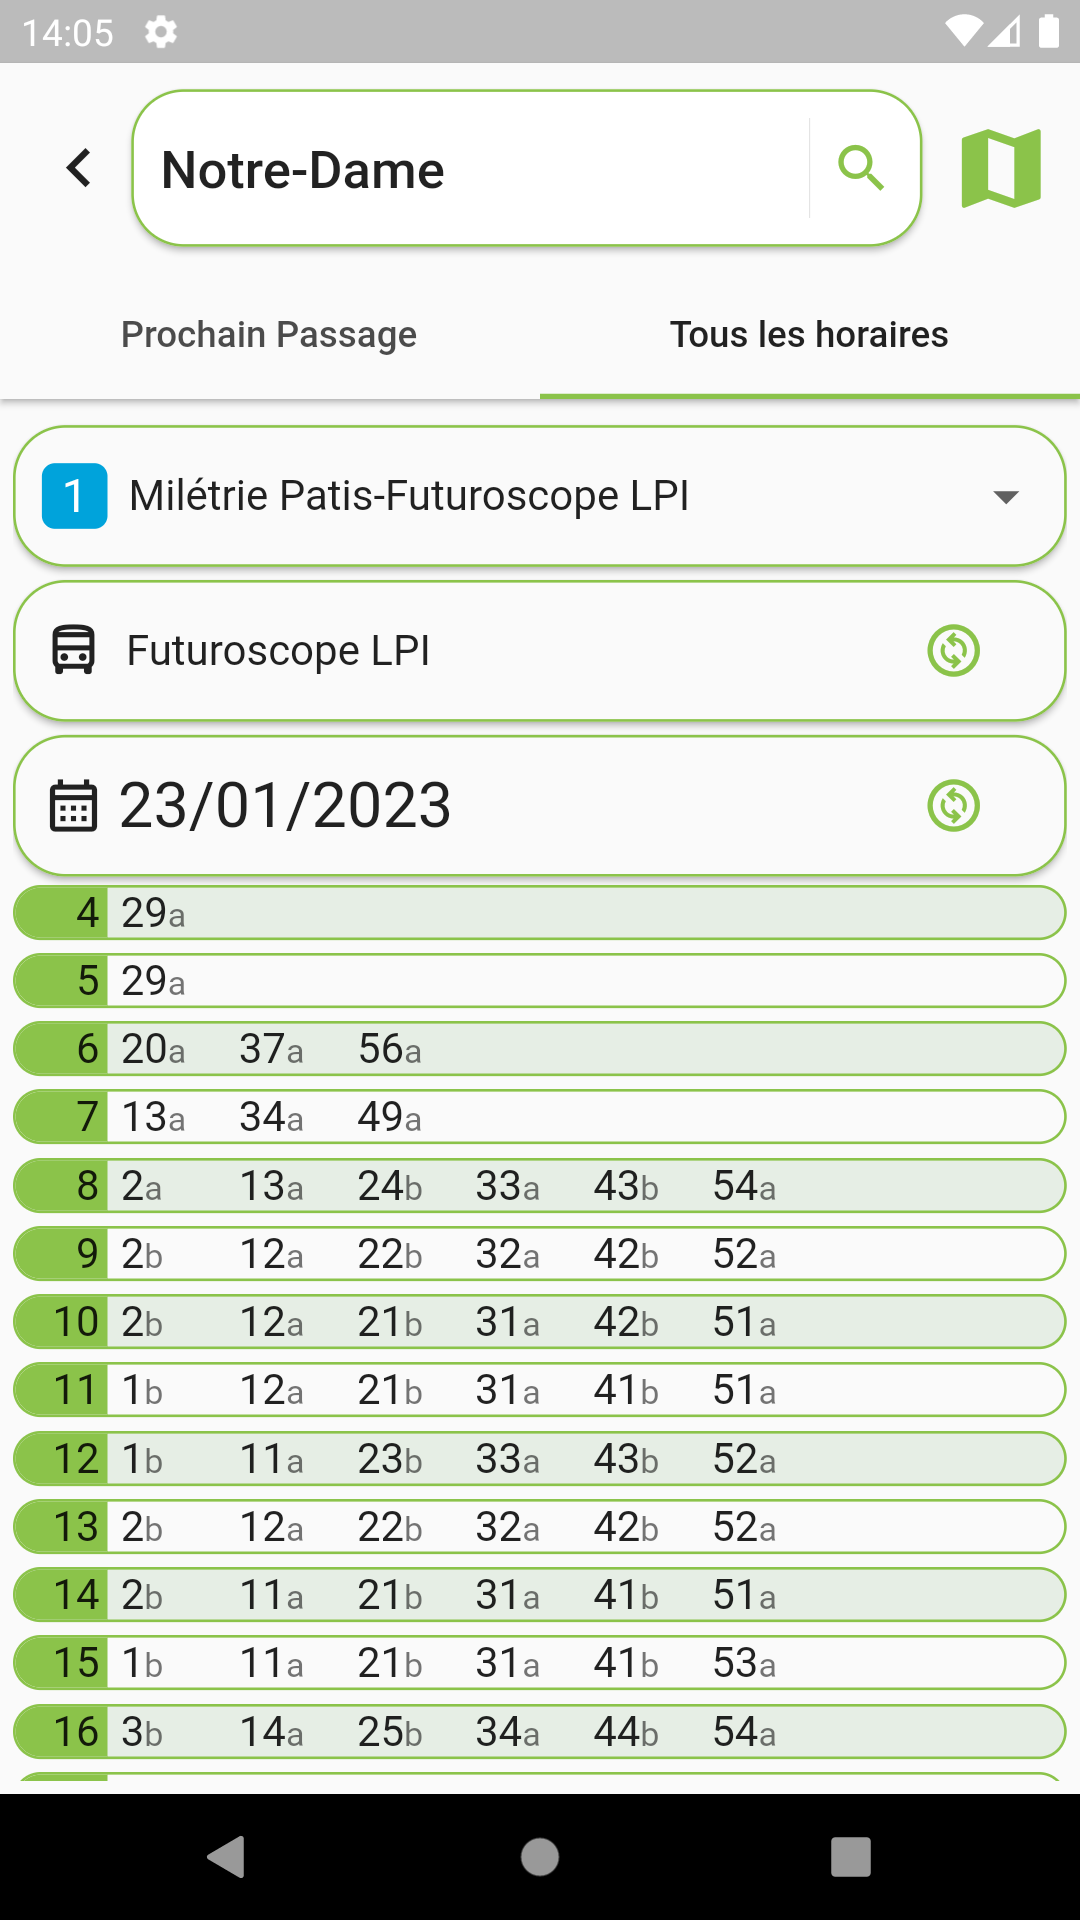 14:05
Notre-Dame
Prochain Passage Tous les horaires
1 Milétrie Patis-Futuroscope LPI
Futuroscope LPI
23/01/2023
4 29a
5 29a
6 20a 37a 56a
7 13a 34a 49a
8 2a 13a 24b 33a 43b 54a
9 2b 12a 22b 32a 42b 52a
10 2b 12a 21b 31a 42b 51a
11 1b 12a 21b 31a 41b 51a
12 1b 11a 23b 33a 43b 52a
13 2b 12a 22b 32a 42b 52a
14 2b 11a 21b 31a 41b 51a
15 1b 11a 21b 31a 41b 53a
16 3b 14a 25b 34a 44b 54a